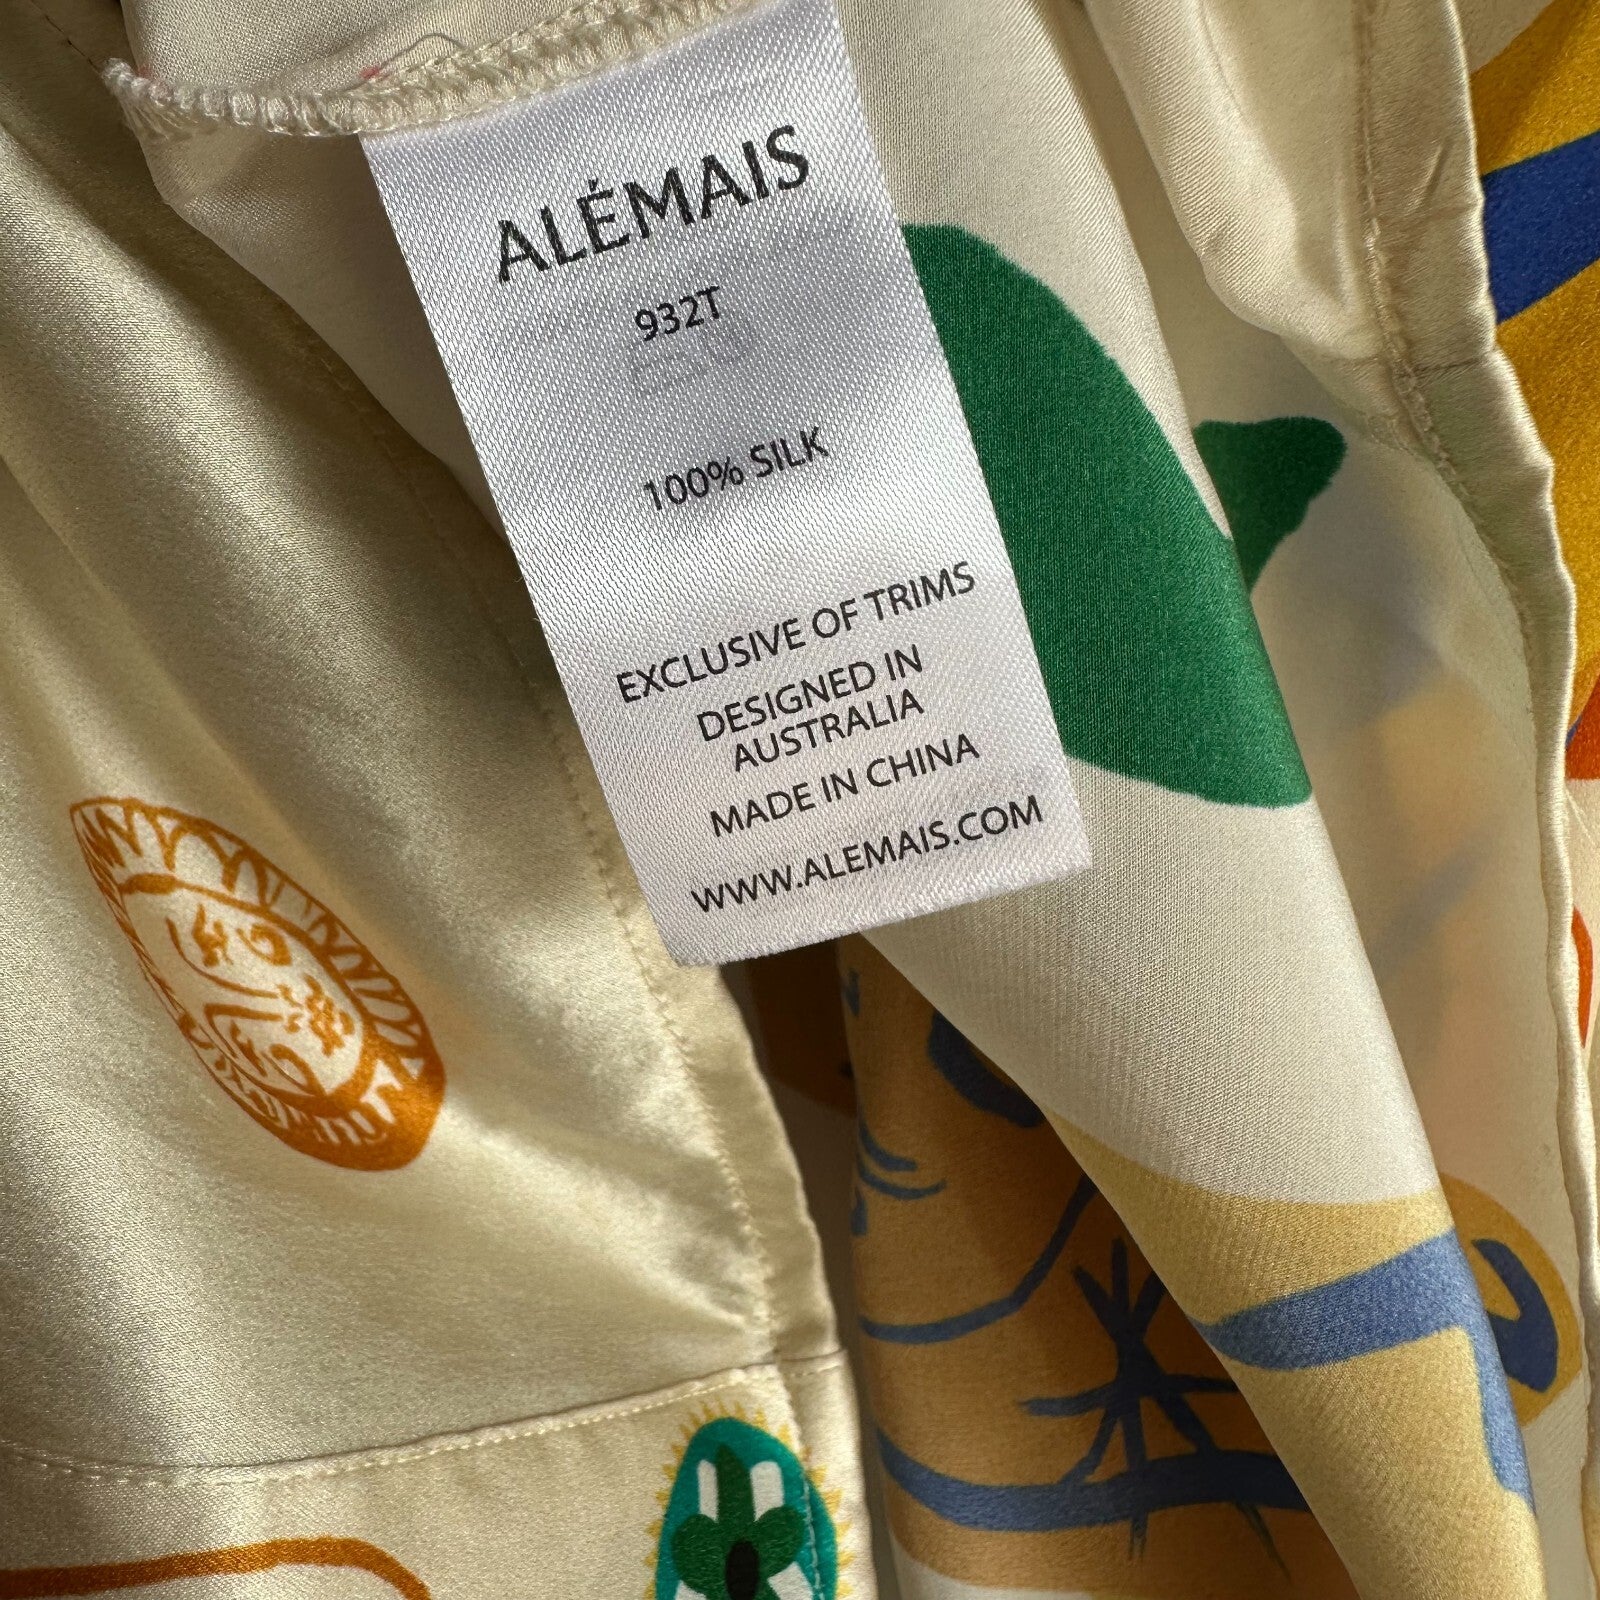 ALÉMAIS
932T
100% SILK
EXCLUSIVE OF TRIMS
DESIGNED IN
AUSTRALIA
MADE IN CHINA
WWW.ALEMAIS.COM